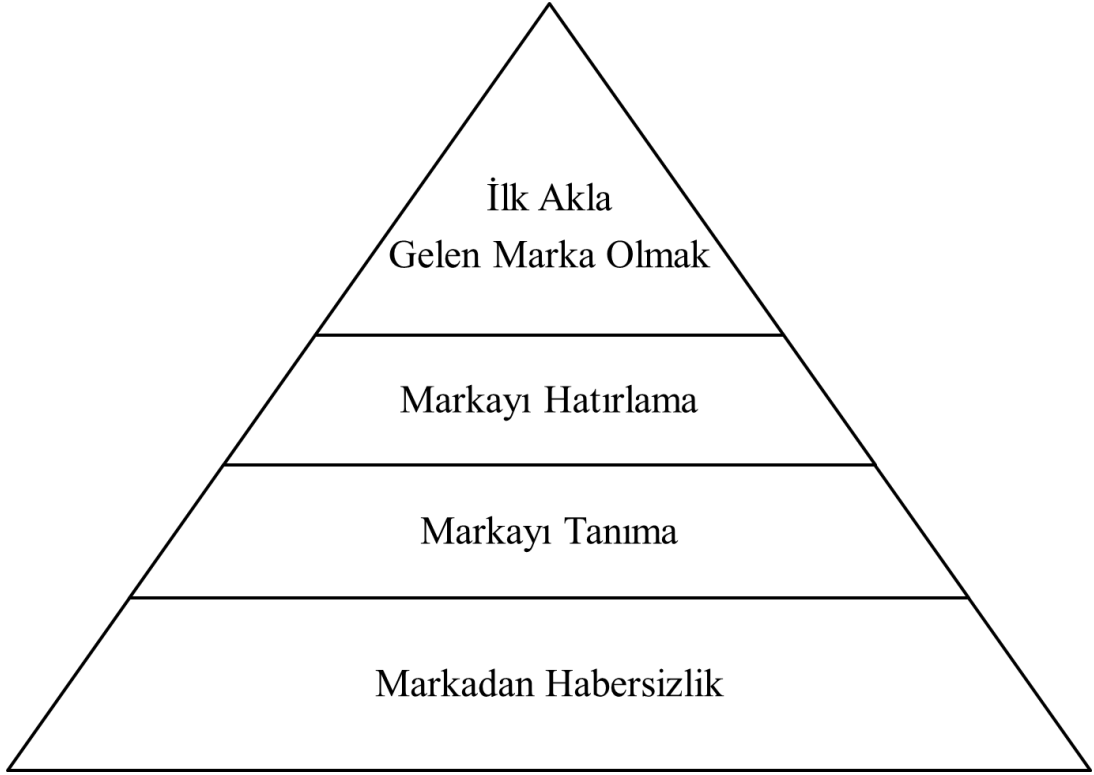 İlk Akla
Gelen Marka Olmak
Markayı Hatırlama
Markayı Tanıma
Markadan Habersizlik